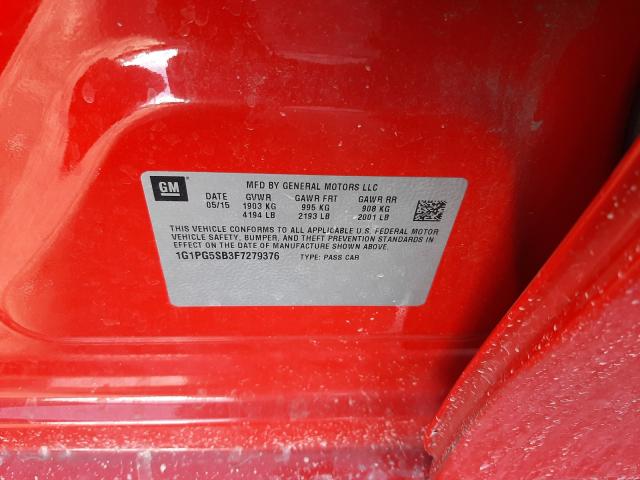 GM
MFD BY GENERAL MOTORS LLC
DATE GVWR GAWR FRT GAWR RR
05/15 1903 KG 995 KG 908 KG
4194 LB 2193 LB 2001 LB
THIS VEHICLE CONFORMS TO ALL APPLICABLE U.S. FEDERAL MOTOR
VEHICLE SAFETY, BUMPER, AND THEFT PREVENTION STANDARDS IN
EFFECT ON THE DATE OF MANUFACTURE SHOWN ABOVE.
1G1PG5SB3F7279376 TYPE: PASS CAR